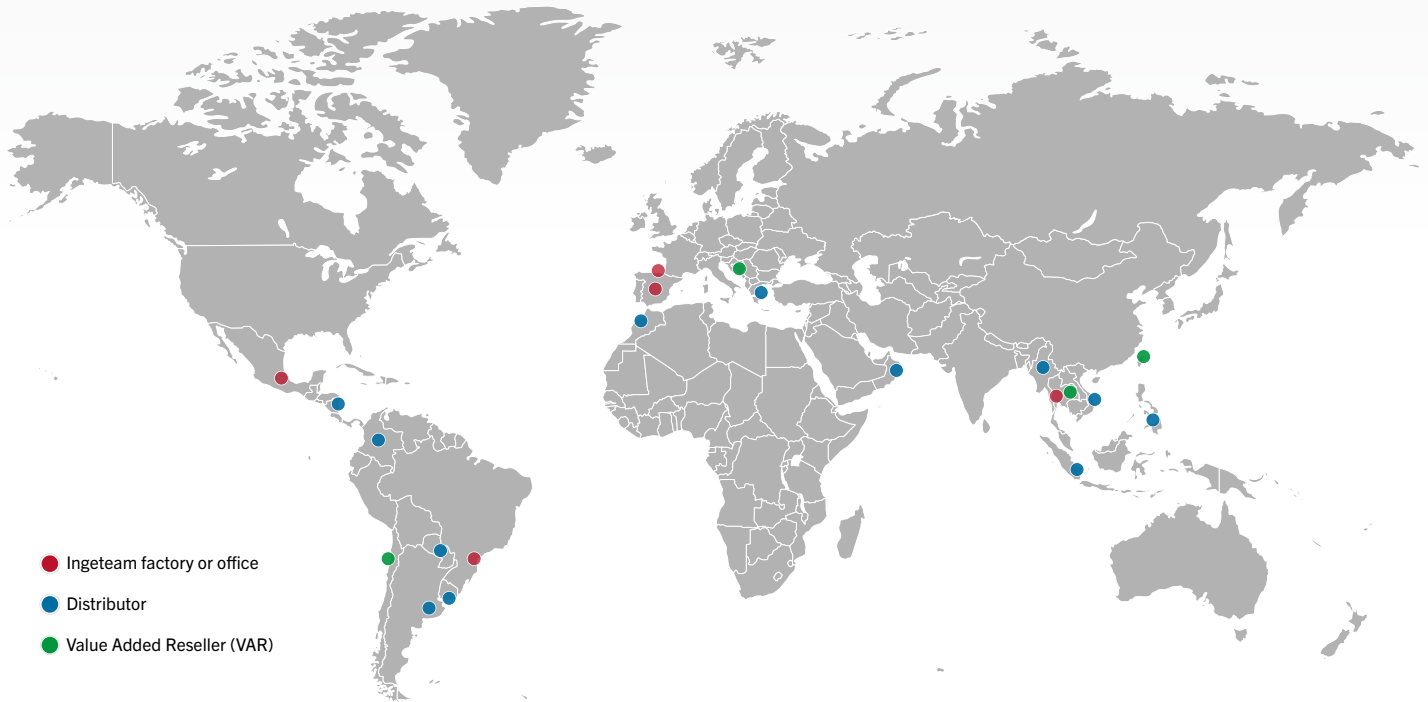 Ingeteam factory or office
Distributor
Value Added Reseller (VAR)